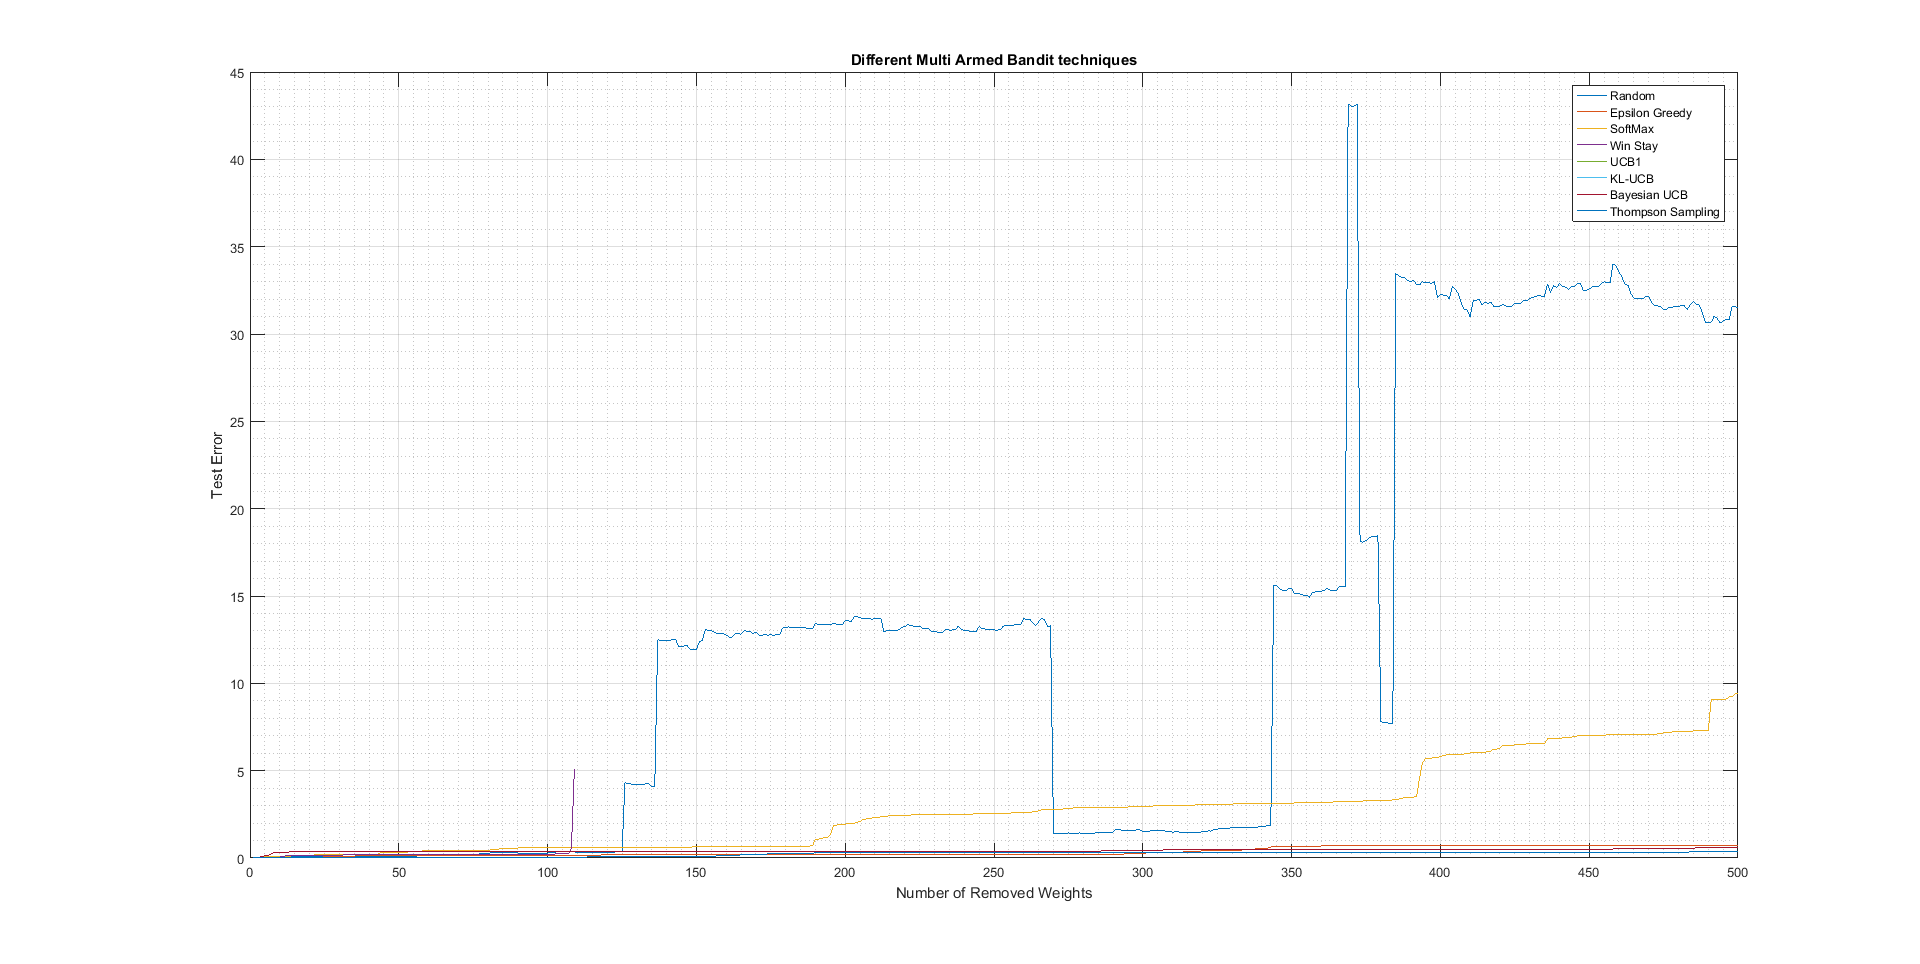 Different Multi Armed Bandit techniques
45
40
35
30
25
20
15
10
5
0
Test Error
Random
Epsilon Greedy
SoftMax
Win Stay
UCB1
KL-UCB
Bayesian UCB
Thompson Sampling
0 50 100 150 200 250 300 350 400 450 500
Number of Removed Weights